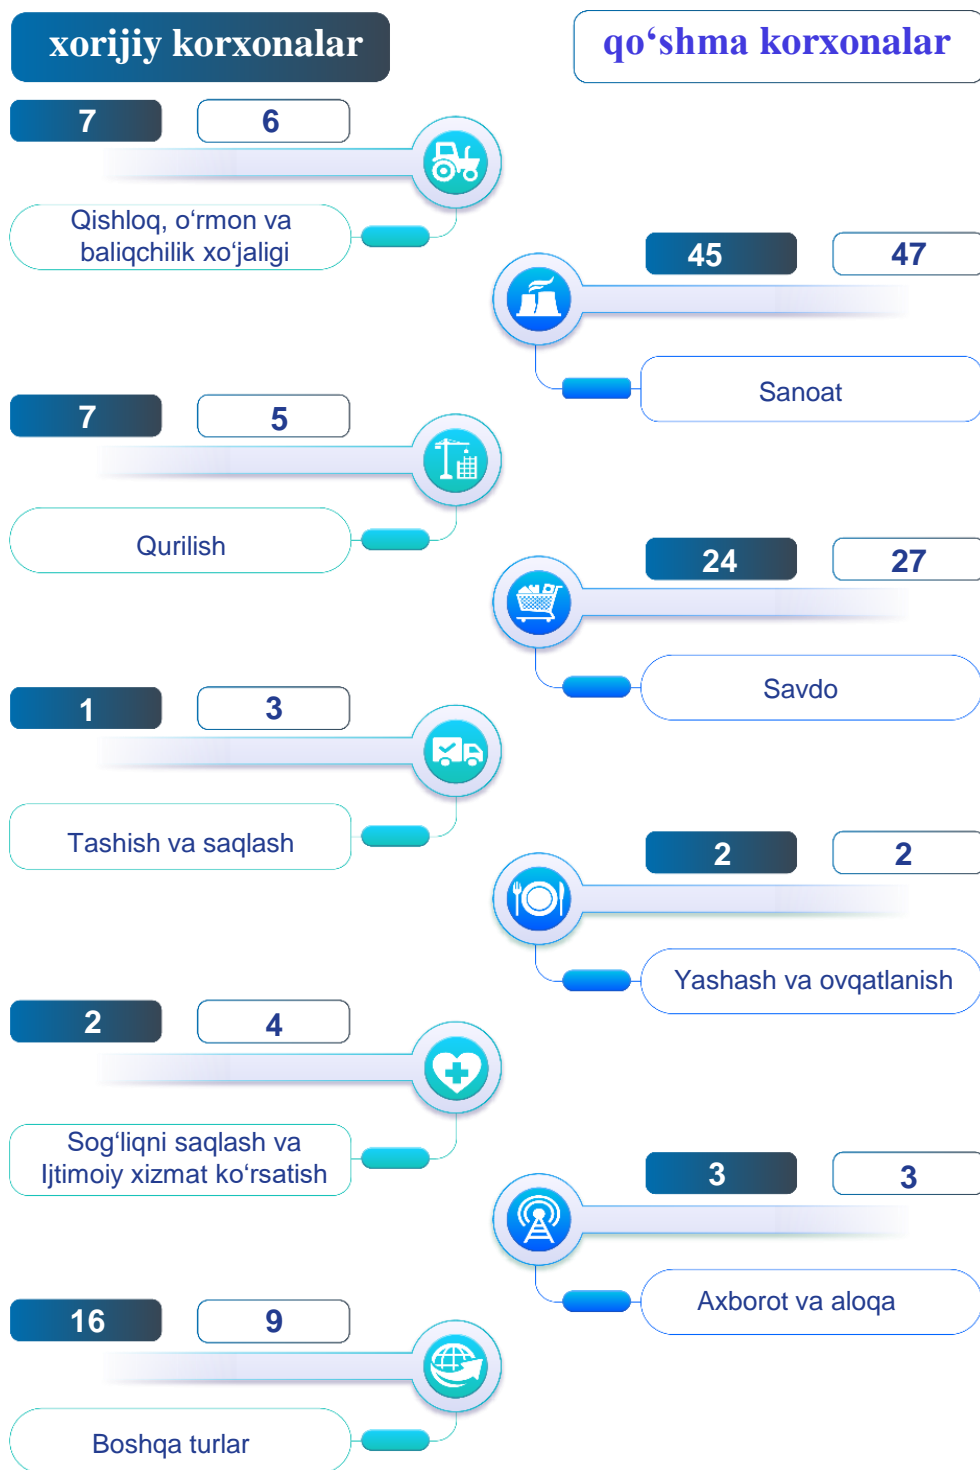 xorijiy korxonalar
qo‘shma korxonalar
7
6
Qishloq, o‘rmon va
baliqchilik xo‘jaligi
45
47
Sanoat
7
5
Qurilish
24
27
Savdo
1
3
Tashish va saqlash
2
2
Yashash va ovqatlanish
2
4
Sog‘liqni saqlash va
Ijtimoiy xizmat ko‘rsatish
3
3
Axborot va aloqa
16
9
Boshqa turlar